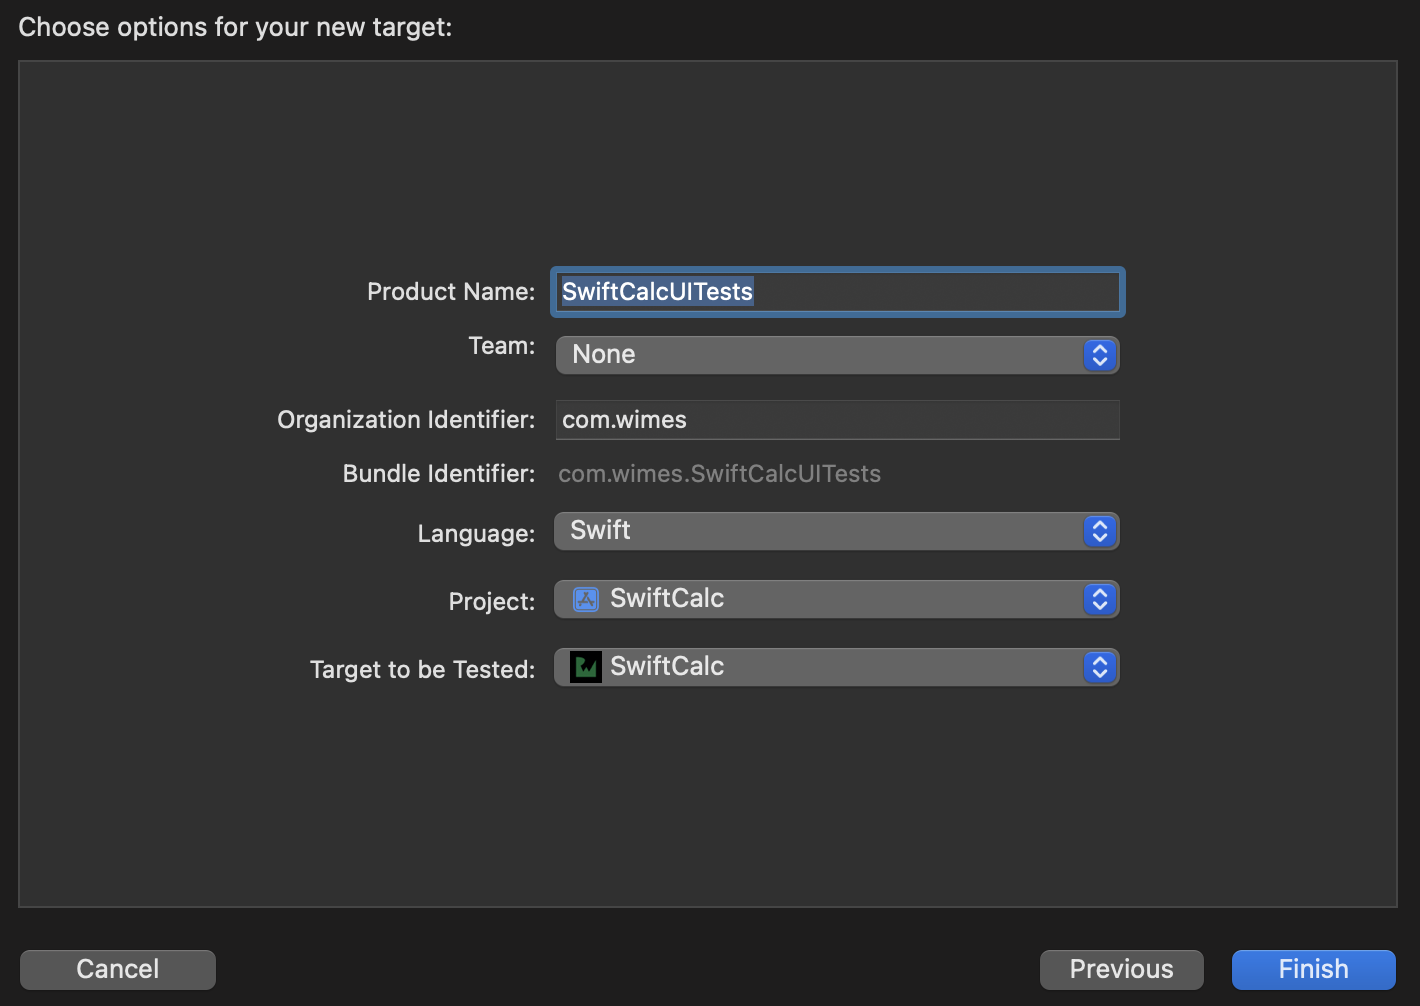 Choose options for your new target:
Product Name: SwiftCalcUITests
Team: None
Organization Identifier: com.wimes
Bundle Identifier: com.wimes.SwiftCalcUITests
Language: Swift
Project: SwiftCalc
Target to be Tested: SwiftCalc
Cancel Previous Finish